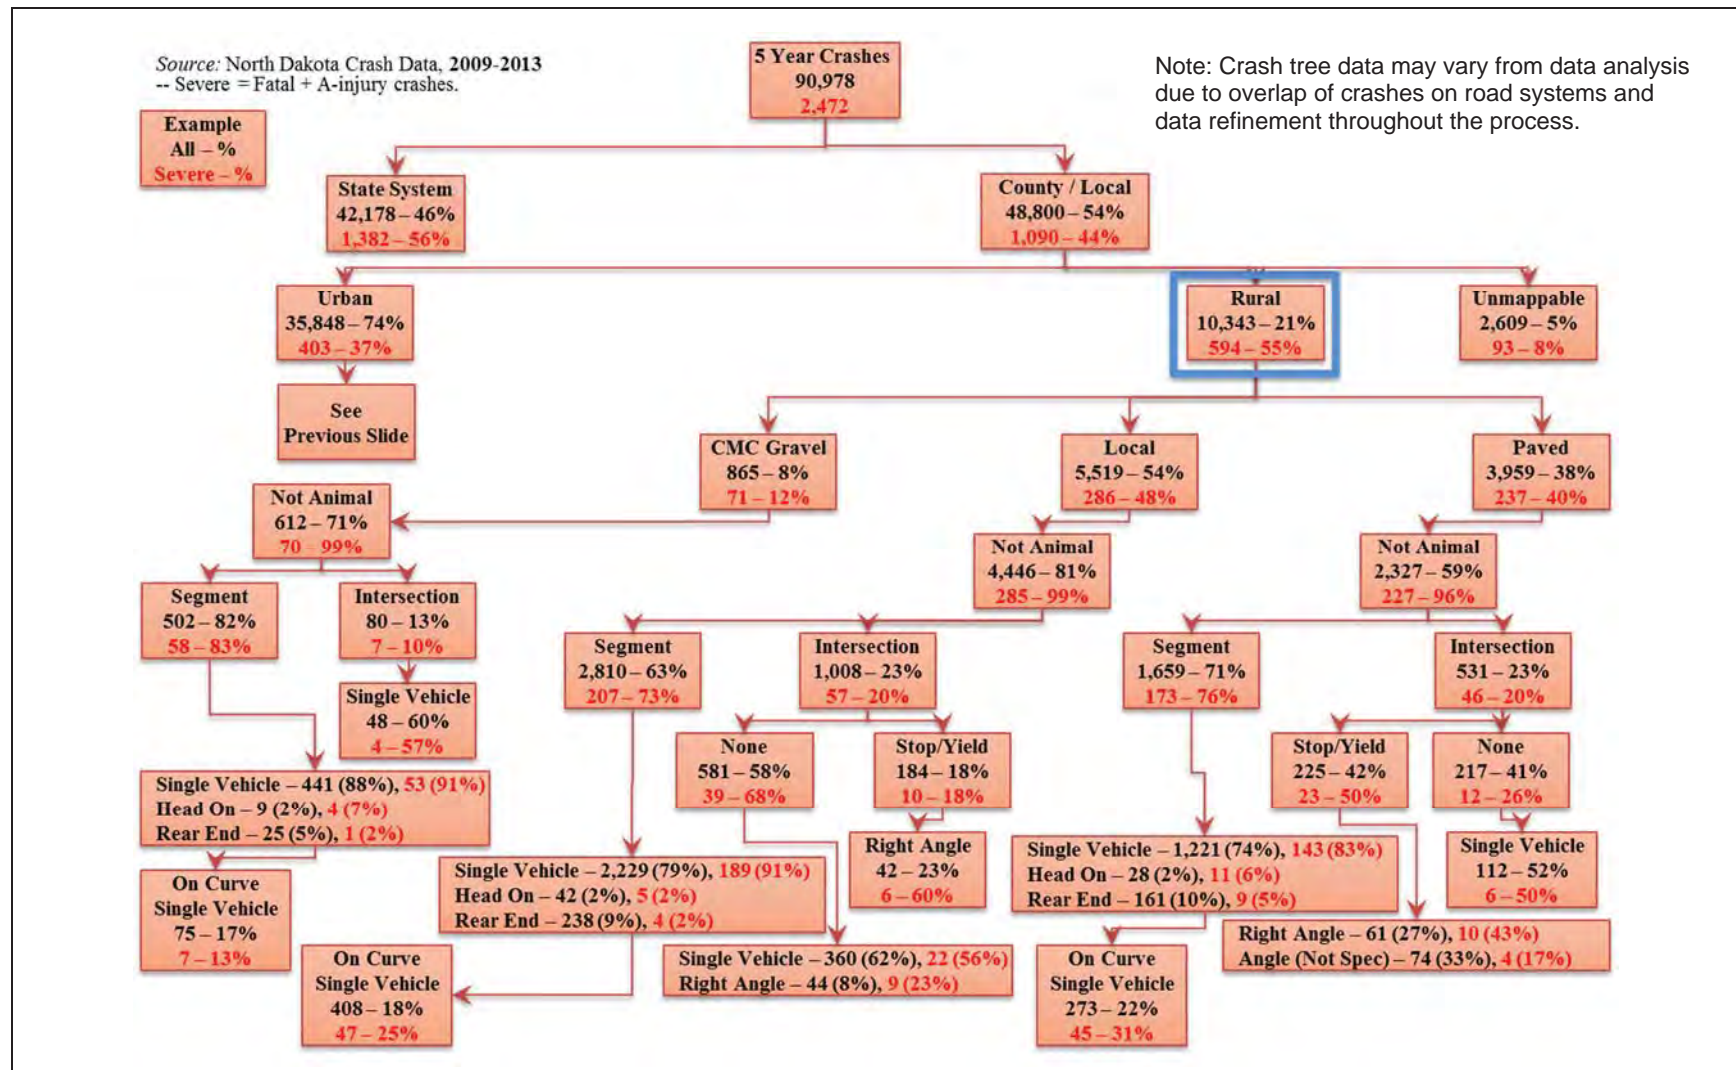 Source: North Dakota Crash Data, 2009-2013
-- Severe = Fatal + A-injury crashes.
Example
All – %
Severe – %
5 Year Crashes
90,978
2,472
Note: Crash tree data may vary from data analysis
due to overlap of crashes on road systems and
data refinement throughout the process.
State System
42,178 – 46%
1,382 – 56%
County / Local
48,800 – 54%
1,090 – 44%
Urban
35,848 – 74%
403 – 37%
Rural
10,343 – 21%
594 – 55%
Unmappable
2,609 – 5%
93 – 8%
See
Previous Slide
CMC Gravel
865 – 8%
71 – 12%
Local
5,519 – 54%
286 – 48%
Paved
3,959 – 38%
237 – 40%
Not Animal
612 – 71%
70 – 99%
Not Animal
4,446 – 81%
285 – 99%
Not Animal
2,327 – 59%
227 – 96%
Segment
502 – 82%
58 – 83%
Intersection
80 – 13%
7 – 10%
Segment
2,810 – 63%
207 – 73%
Intersection
1,008 – 23%
57 – 20%
Segment
1,659 – 71%
173 – 76%
Intersection
531 – 23%
46 – 20%
Single Vehicle
48 – 60%
4 – 57%
None
581 – 58%
39 – 68%
Stop/Yield
184 – 18%
10 – 18%
Stop/Yield
225 – 42%
23 – 50%
None
217 – 41%
12 – 26%
Single Vehicle – 441 (88%), 53 (91%)
Head On – 9 (2%), 4 (7%)
Rear End – 25 (5%), 1 (2%)
Single Vehicle – 2,229 (79%), 189 (91%)
Head On – 42 (2%), 5 (2%)
Rear End – 238 (9%), 4 (2%)
Right Angle
42 – 23%
6 – 60%
Single Vehicle – 1,221 (74%), 143 (83%)
Head On – 28 (2%), 11 (6%)
Rear End – 161 (10%), 9 (5%)
Single Vehicle
112 – 52%
6 – 50%
On Curve
Single Vehicle
75 – 17%
7 – 13%
On Curve
Single Vehicle
408 – 18%
47 – 25%
Single Vehicle – 360 (62%), 22 (56%)
Right Angle – 44 (8%), 9 (23%)
On Curve
Single Vehicle
273 – 22%
45 – 31%
Right Angle – 61 (27%), 10 (43%)
Angle (Not Spec) – 74 (33%), 4 (17%)